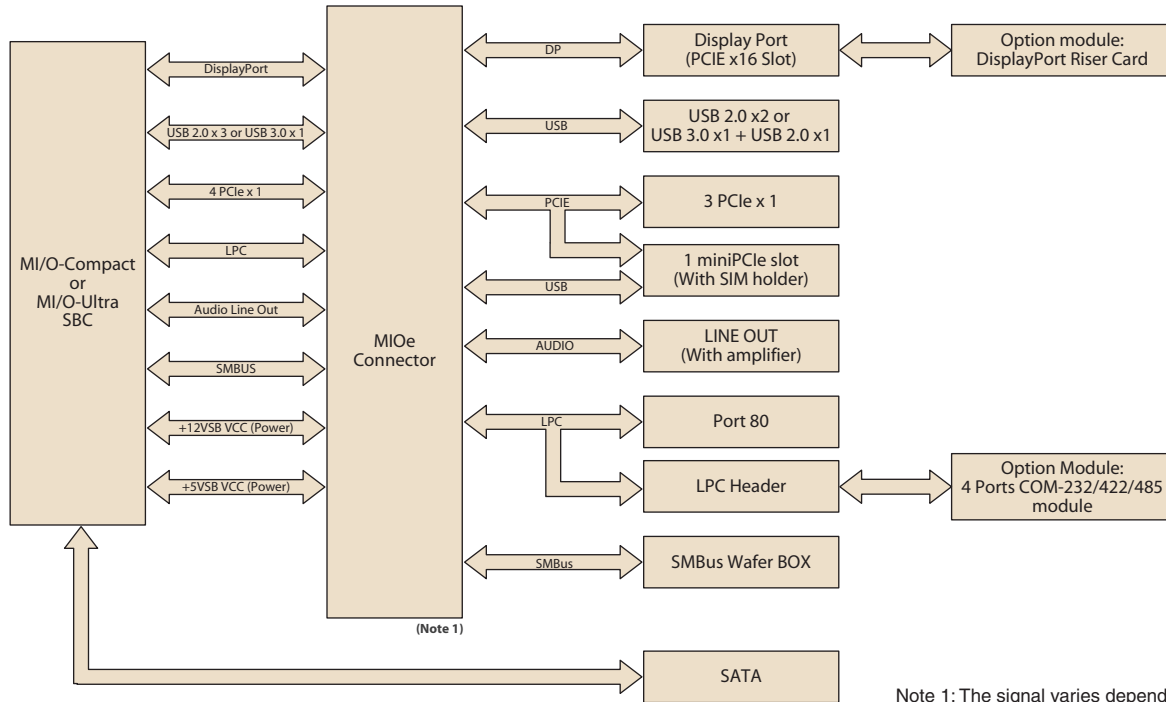 MI/O-Compact
or
MI/O-Ultra
SBC
DisplayPort
USB 2.0 x 3 or USB 3.0 x 1
4 PCIe x 1
LPC
Audio Line Out
SMBUS
+12VSB VCC (Power)
+5VSB VCC (Power)
MIOe
Connector
(Note 1)
DP
USB
PCIE
USB
AUDIO
LPC
SMBus
Display Port
(PCIE x16 Slot)
USB 2.0 x2 or
USB 3.0 x1 + USB 2.0 x1
3 PCIe x 1
1 miniPCIe slot
(With SIM holder)
LINE OUT
(With amplifier)
Port 80
LPC Header
SMBus Wafer BOX
SATA
Option module:
DisplayPort Riser Card
Option Module:
4 Ports COM-232/422/485
module
Note 1: The signal varies depend